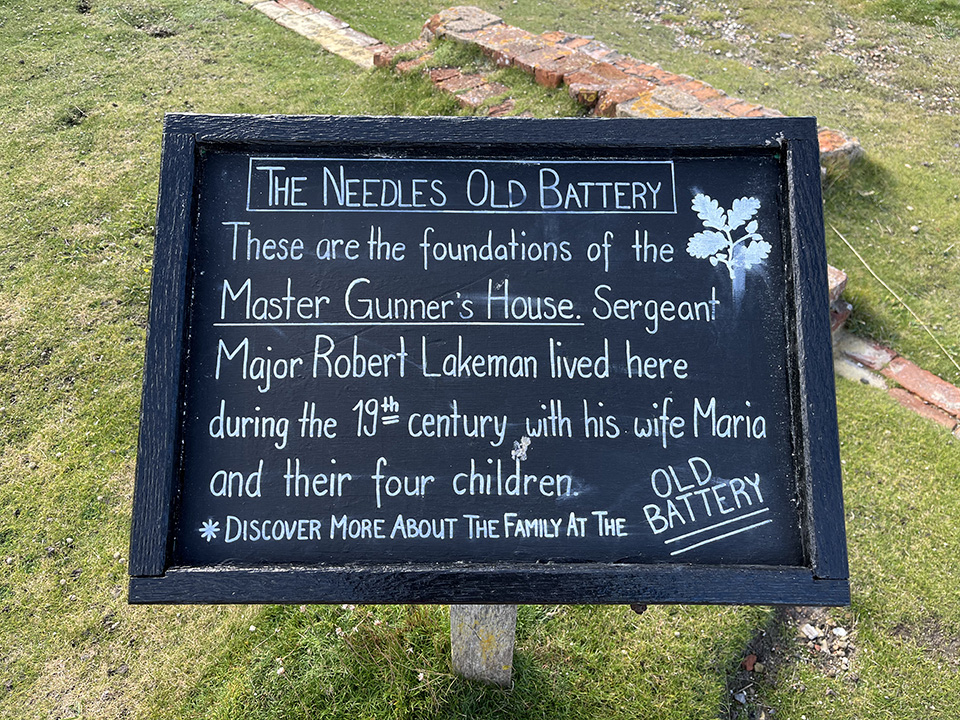 THE NEEDLES OLD BATTERY
These are the foundations of the
MASTER GUNNER'S HOUSE. Sergeant
Major Robert Lakeman lived here
during the 19th century with his wife Maria
and their four children.
* DISCOVER MORE ABOUT THE FAMILY AT THE
OLD
BATTERY